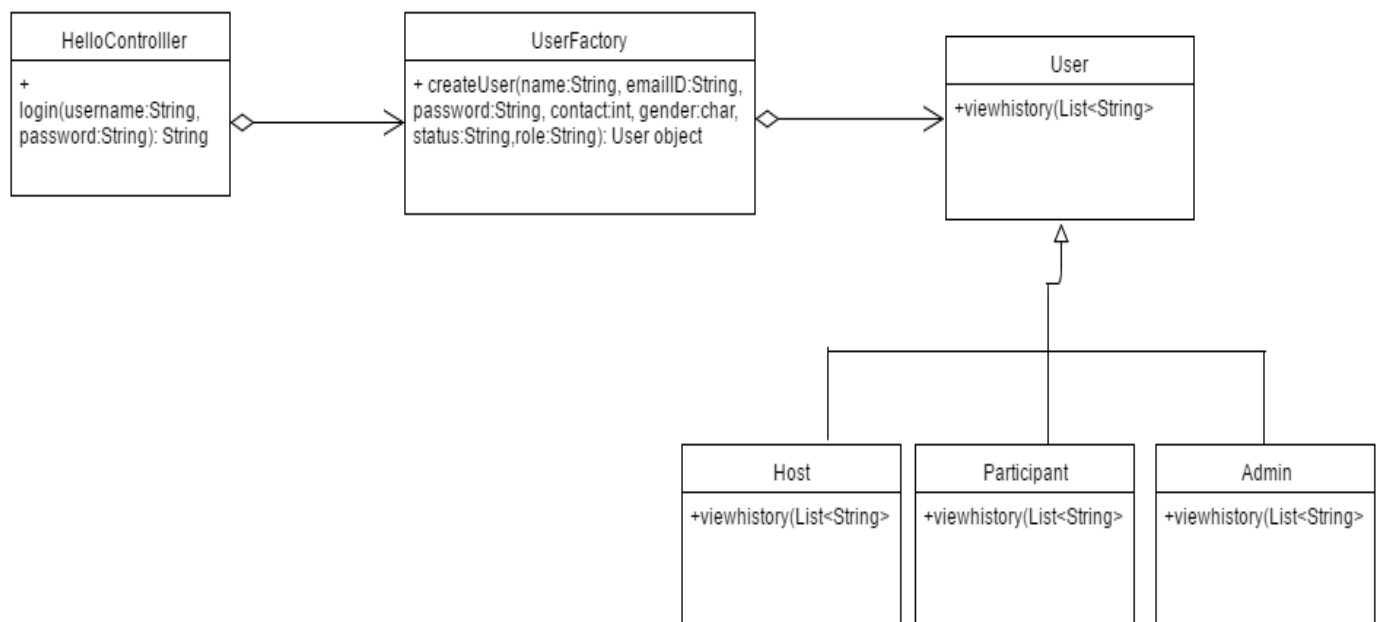 HelloControlller
+
login(username:String,
password:String): String
UserFactory
+ createUser(name:String, emailID:String,
password:String, contact:int, gender:char,
status:String,role:String): User object
User
+viewhistory(List<String>
Host
+viewhistory(List<String>
Participant
+viewhistory(List<String>
Admin
+viewhistory(List<String>